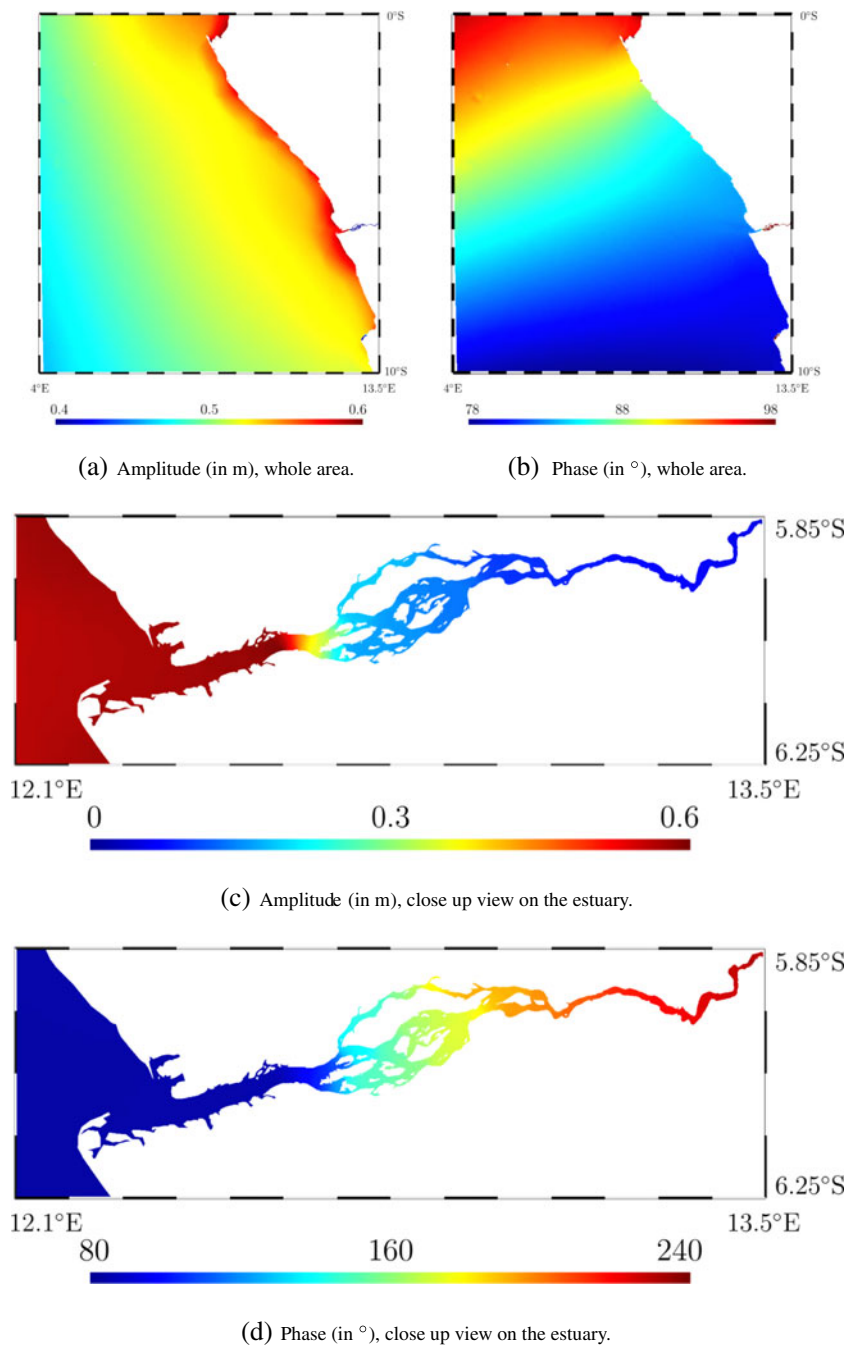 0°S
0°S
10°S
10°S
4°E
13.5°E
4°E
13.5°E
0.4
0.5
0.6
78
88
98
(a) Amplitude (in m), whole area.
(b) Phase (in °), whole area.
5.85°S
6.25°S
12.1°E
13.5°E
0
0.3
0.6
(c) Amplitude (in m), close up view on the estuary.
5.85°S
6.25°S
12.1°E
13.5°E
80
160
240
(d) Phase (in °), close up view on the estuary.